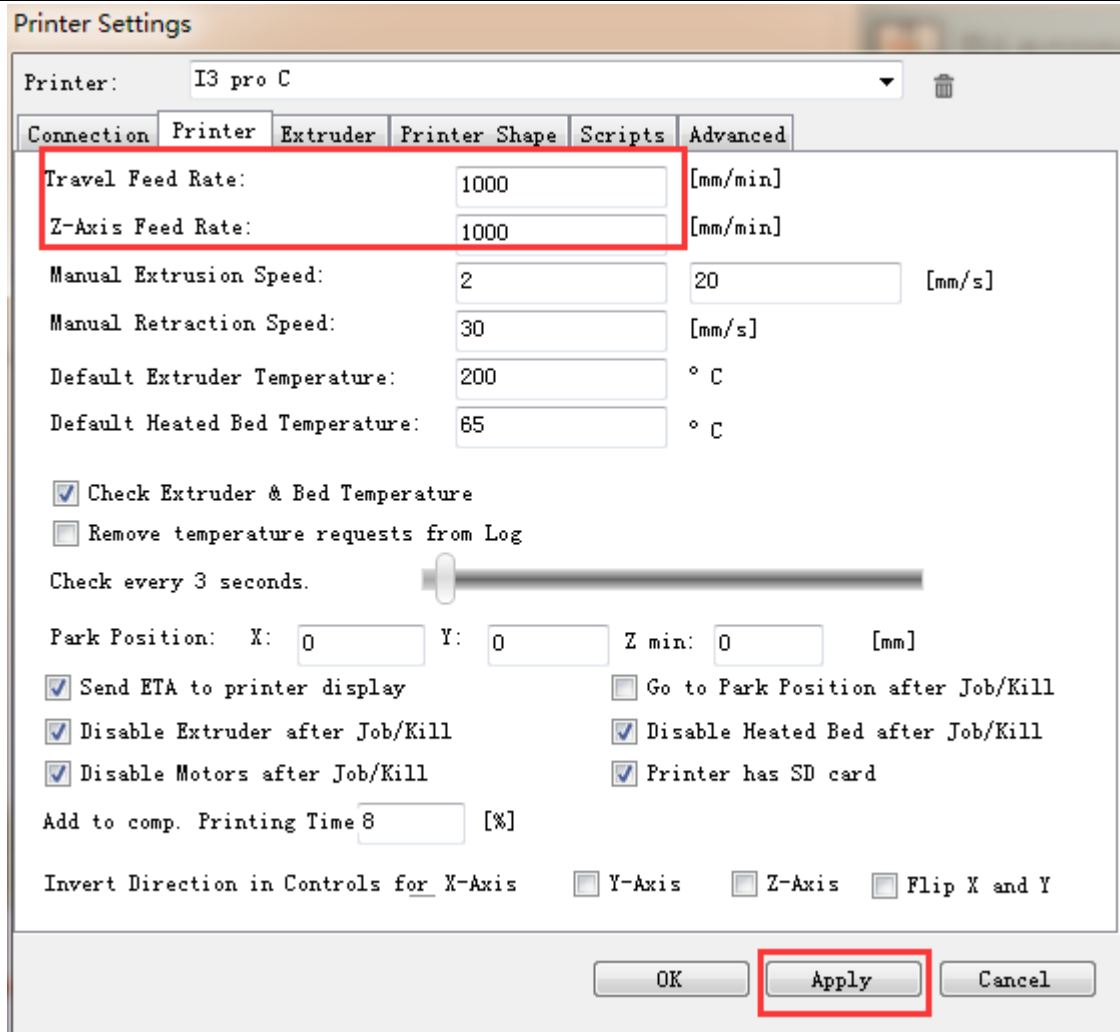 Printer Settings
Printer: I3 pro C
Connection Printer Extruder Printer Shape Scripts Advanced
Travel Feed Rate: 1000 [mm/min]
Z-Axis Feed Rate: 1000 [mm/min]
Manual Extrusion Speed: 2 20 [mm/s]
Manual Retraction Speed: 30 [mm/s]
Default Extruder Temperature: 200 ° C
Default Heated Bed Temperature: 65 ° C
Check Extruder & Bed Temperature
Remove temperature requests from Log
Check every 3 seconds.
Park Position: X: 0 Y: 0 Z min: 0 [mm]
Send ETA to printer display Go to Park Position after Job/Kill
Disable Extruder after Job/Kill Disable Heated Bed after Job/Kill
Disable Motors after Job/Kill Printer has SD card
Add to comp. Printing Time 8 [%]
Invert Direction in Controls for X-Axis Y-Axis Z-Axis Flip X and Y
OK Apply Cancel